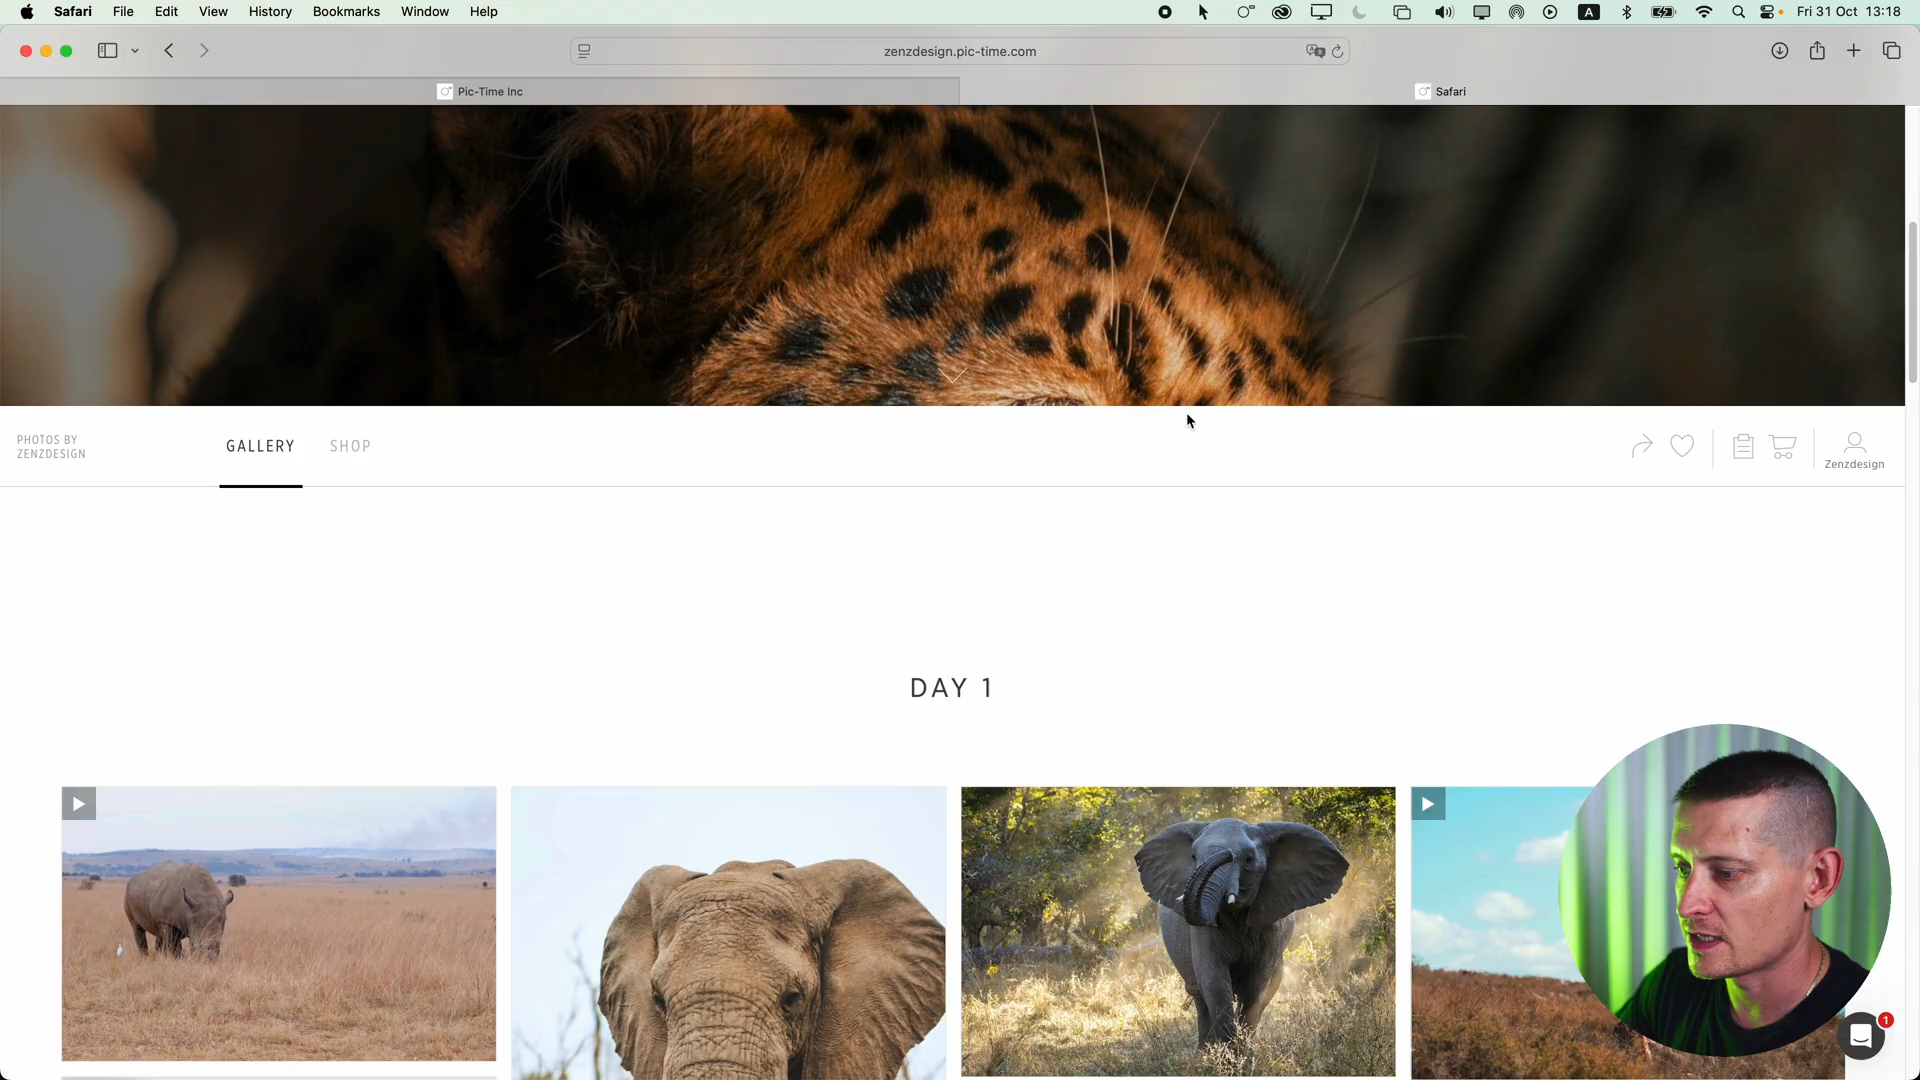 Safari File Edit View History Bookmarks Window Help
A
Fri 31 Oct 13:18
zenzdesign.pic-time.com
Pic-Time Inc
Safari
PHOTOS BY
ZENZDESIGN
GALLERY
SHOP
Zenzdesign
DAY 1
1